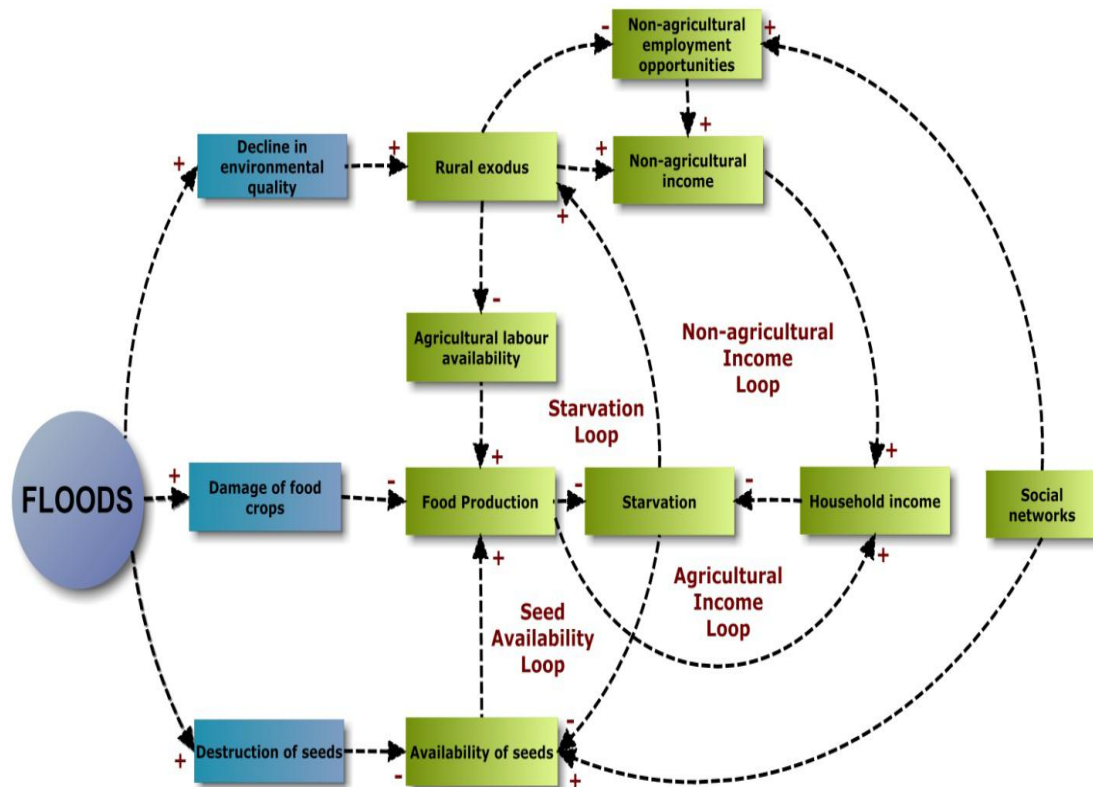 Non-agricultural
employment
opportunities
-
+
+
Decline in
environmental
quality
+
+
Rural exodus
+
Non-agricultural
income
+
-
Agricultural labour
availability
Non-agricultural
Income
Loop
Starvation
Loop
+
+
FLOODS
+
Damage of food
crops
-
Food Production
-
Starvation
-
Household income
Social
networks
+
+
Agricultural
Income
Loop
Seed
Availability
Loop
-
Destruction of seeds
+
Availability of seeds
-
+